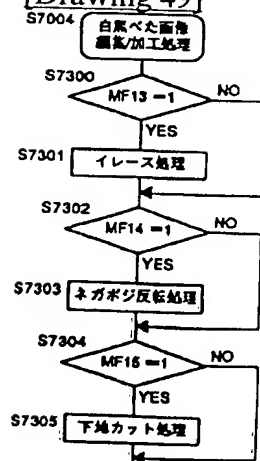 [Drawing 49]
S7004
白黒べた画像
編集/加工処理
S7300
MF13=1
NO
YES
S7301
イレース処理
S7302
MF14=1
NO
YES
S7303
ネガポジ反転処理
S7304
MF15=1
NO
YES
S7305
下地カット処理